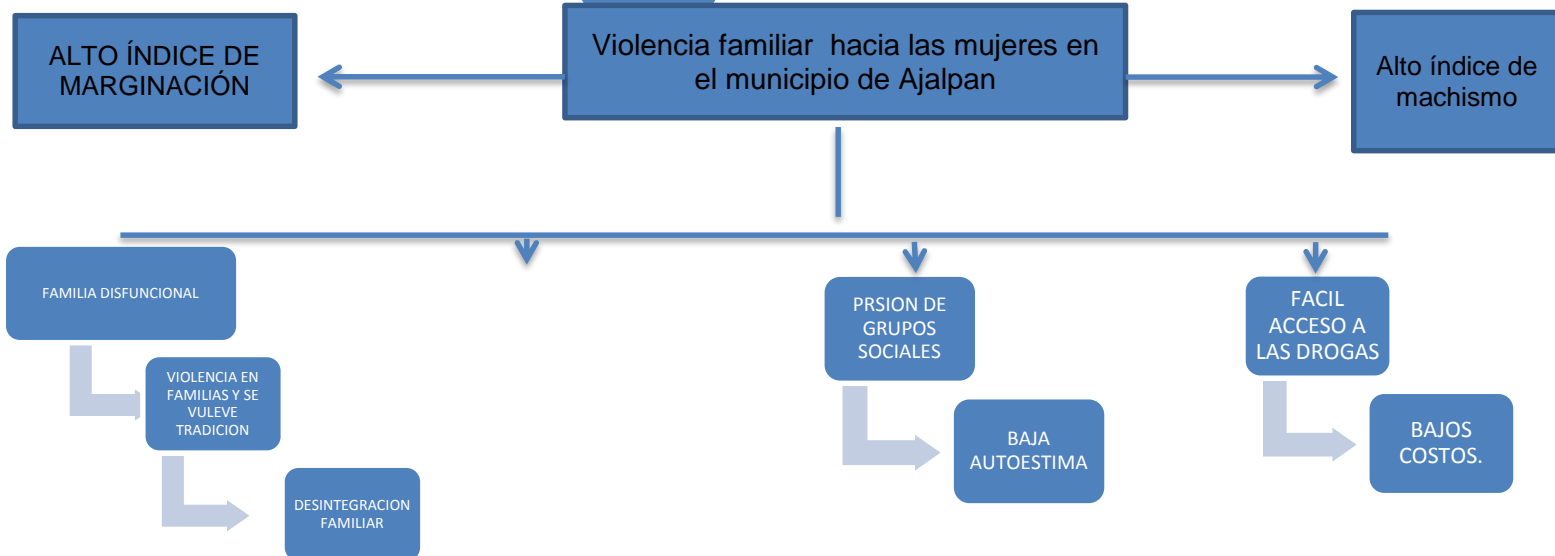 ALTO ÍNDICE DE
MARGINACIÓN
Violencia familiar hacia las mujeres en
el municipio de Ajalpan
Alto índice de
machismo
FAMILIA DISFUNCIONAL
VIOLENCIA EN
FAMILIAS Y SE
VULEVE
TRADICION
DESINTEGRACION
FAMILIAR
PRSION DE
GRUPOS
SOCIALES
BAJA
AUTOESTIMA
FACIL
ACCESO A
LAS DROGAS
BAJOS
COSTOS.